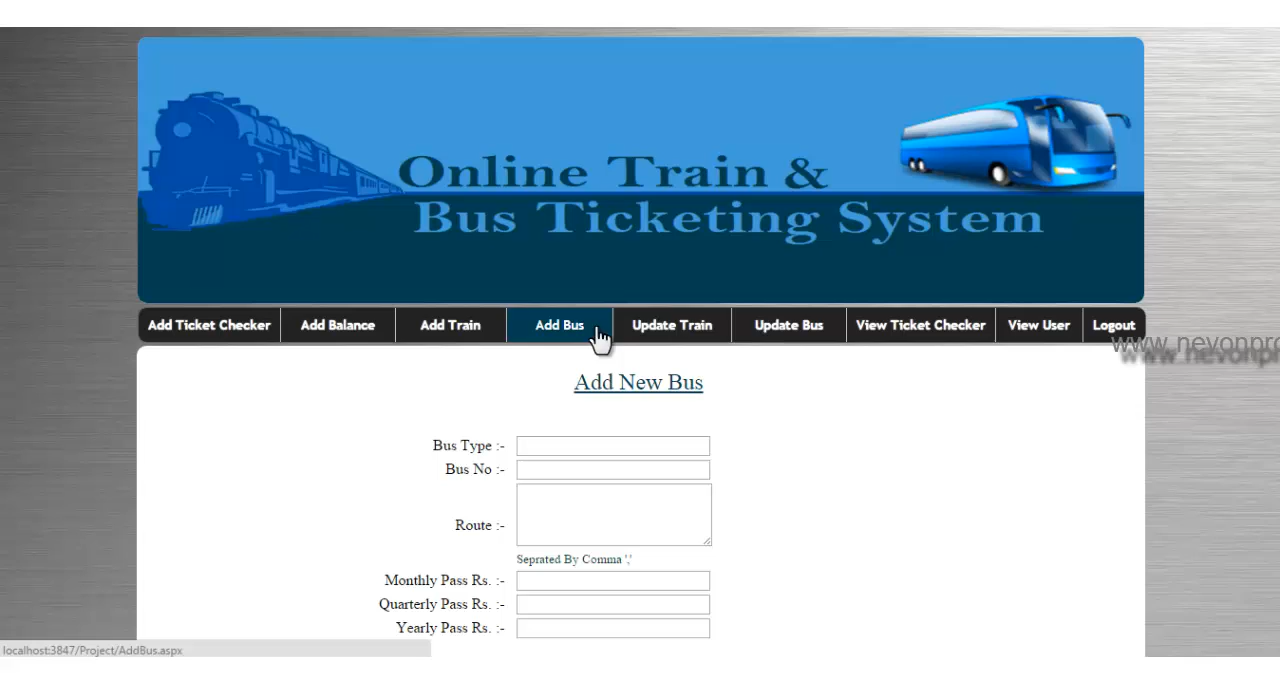 Online Train &
Bus Ticketing System
Add Ticket Checker Add Balance Add Train Add Bus Update Train Update Bus View Ticket Checker View User Logout
www.nevonpro
Add New Bus
Bus Type :-
Bus No :-
Route :-
Seprated By Comma ','
Monthly Pass Rs. :-
Quarterly Pass Rs. :-
Yearly Pass Rs. :-
localhost:3847/Project/AddBus.aspx